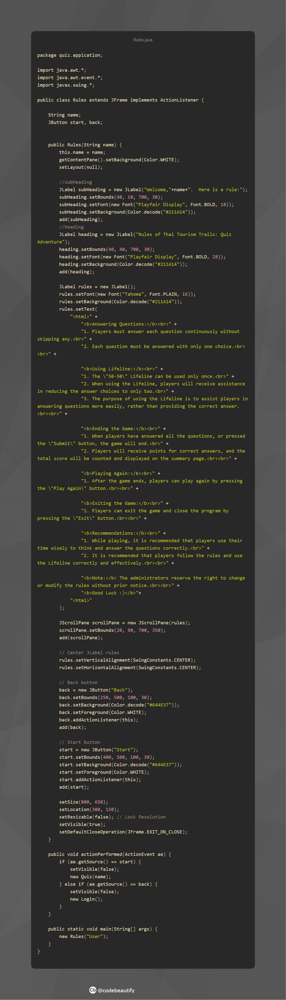 Rules.java
package quiz.appication;
import java.awt.*;
import java.awt.event.*;
import javax.swing.*;
public class Rules extends JFrame implements ActionListener {
    String name;
    JButton start, back;
    public Rules(String name) {
        this.name = name;
        getContentPane().setBackground(Color.WHITE);
        setLayout(null);
        //subHeading
        JLabel subHeading = new JLabel("Welcome,"+name+".  Here is a rule:");
        subHeading.setBounds(40, 10, 700, 30);
        subHeading.setFont(new Font("Playfair Display", Font.BOLD, 18));
        subHeading.setBackground(Color.decode("#211A14"));
        add(subHeading);
        //heading
        JLabel heading = new JLabel("Rules of Thai Tourism Trails: Quiz
Adventure");
        heading.setBounds(40, 40, 700, 30);
        heading.setFont(new Font("Playfair Display", Font.BOLD, 28));
        heading.setBackground(Color.decode("#211A14"));
        add(heading);
        JLabel rules = new JLabel();
        rules.setFont(new Font("Tahoma", Font.PLAIN, 16));
        rules.setBackground(Color.decode("#211A14"));
        rules.setText(
            "<html>" +
                "<b>Answering Questions:</b><br>" +
                "1. Players must answer each question continuously without
skipping any.<br>" +
                "2. Each question must be answered with only one choice.<br>
<br>" +
                "<b>Using Lifeline:</b><br>" +
                "1. The \"50-50\" Lifeline can be used only once.<br>" +
                "2. When using the Lifeline, players will receive assistance
in reducing the answer choices to only two.<br>" +
                "3. The purpose of using the Lifeline is to assist players in
answering questions more easily, rather than providing the correct answer.
<br><br>" +
                "<b>Ending the Game:</b><br>" +
                "1. When players have answered all the questions, or pressed
the \"Submit\" button, the game will end.<br>" +
                "2. Players will receive points for correct answers, and the
total score will be counted and displayed on the summary page.<br><br>" +
                "<b>Playing Again:</b><br>" +
                "1. After the game ends, players can play again by pressing
the \"Play Again\" button.<br><br>" +
                "<b>Exiting the Game:</b><br>" +
                "1. Players can exit the game and close the program by
pressing the \"Exit\" button.<br><br>" +
                "<b>Recommendations:</b><br>" +
                "1. While playing, it is recommended that players use their
time wisely to think and answer the questions correctly.<br>" +
                "2. It is recommended that players follow the rules and use
the Lifeline correctly and effectively.<br><br>" +
                "<b>Note:</b> The administrators reserve the right to change
or modify the rules without prior notice.<br><br>" +
                "<b>Good Luck :)</b>"+
            "<html>"
        );
        JScrollPane scrollPane = new JScrollPane(rules);
        scrollPane.setBounds(20, 90, 700, 350);
        add(scrollPane);
        // Center JLabel rules
        rules.setVerticalAlignment(SwingConstants.CENTER);
        rules.setHorizontalAlignment(SwingConstants.CENTER);
        // Back button
        back = new JButton("Back");
        back.setBounds(250, 500, 100, 30);
        back.setBackground(Color.decode("#644E37"));
        back.setForeground(Color.WHITE);
        back.addActionListener(this);
        add(back);
        // Start button
        start = new JButton("Start");
        start.setBounds(400, 500, 100, 30);
        start.setBackground(Color.decode("#644E37"));
        start.setForeground(Color.WHITE);
        start.addActionListener(this);
        add(start);
        setSize(800, 650);
        setLocation(300, 150);
        setResizable(false); // Lock Resolution
        setVisible(true);
        setDefaultCloseOperation(JFrame.EXIT_ON_CLOSE);
    }
    public void actionPerformed(ActionEvent ae) {
        if (ae.getSource() == start) {
            setVisible(false);
            new Quiz(name);
        } else if (ae.getSource() == back) {
            setVisible(false);
            new Login();
        }
    }
    public static void main(String[] args) {
        new Rules("User");
    }
}
Cb @codebeautify